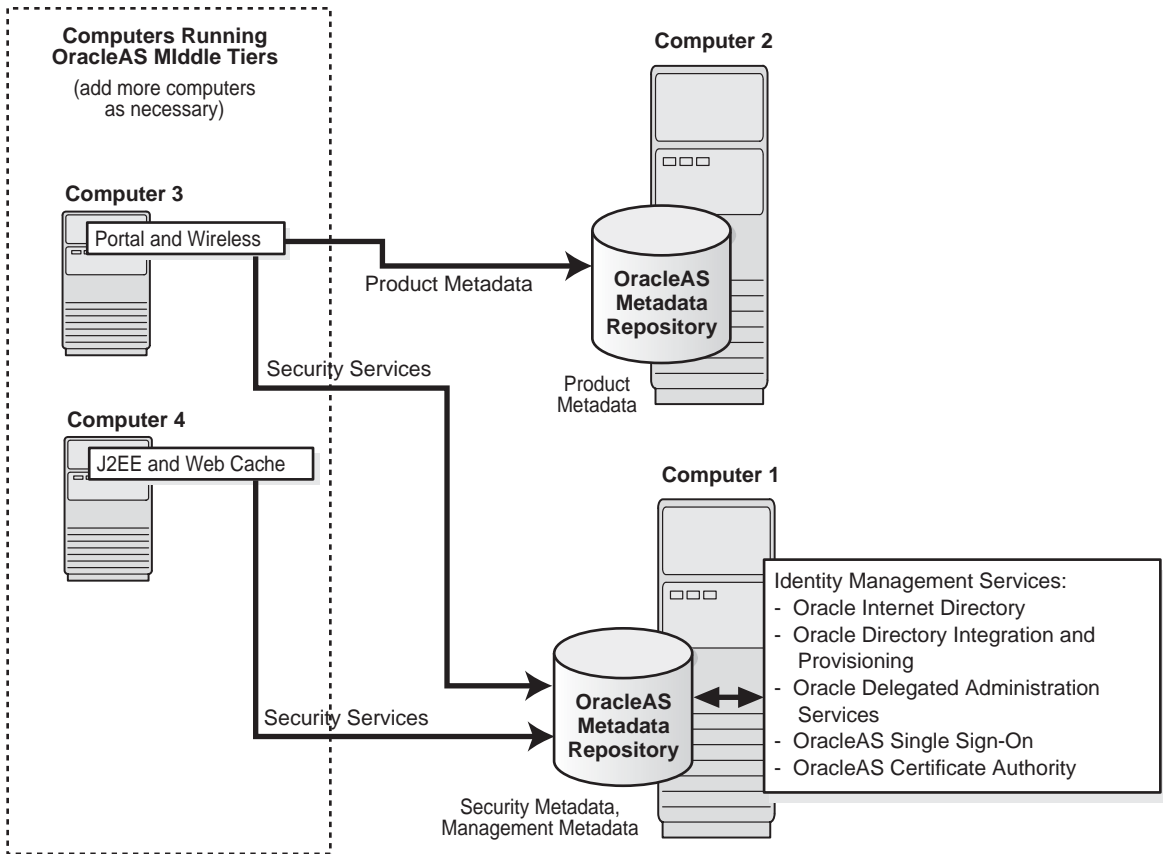 Computers Running
OracleAS MIddle Tiers
(add more computers
as necessary)
Computer 2
Computer 3
Portal and Wireless
Product Metadata
OracleAS
Metadata
Repository
Product
Metadata
Security Services
Computer 4
J2EE and Web Cache
Computer 1
Identity Management Services:
- Oracle Internet Directory
- Oracle Directory Integration and
Provisioning
- Oracle Delegated Administration
Services
- OracleAS Single Sign-On
- OracleAS Certificate Authority
OracleAS
Metadata
Repository
Security Services
Security Metadata,
Management Metadata